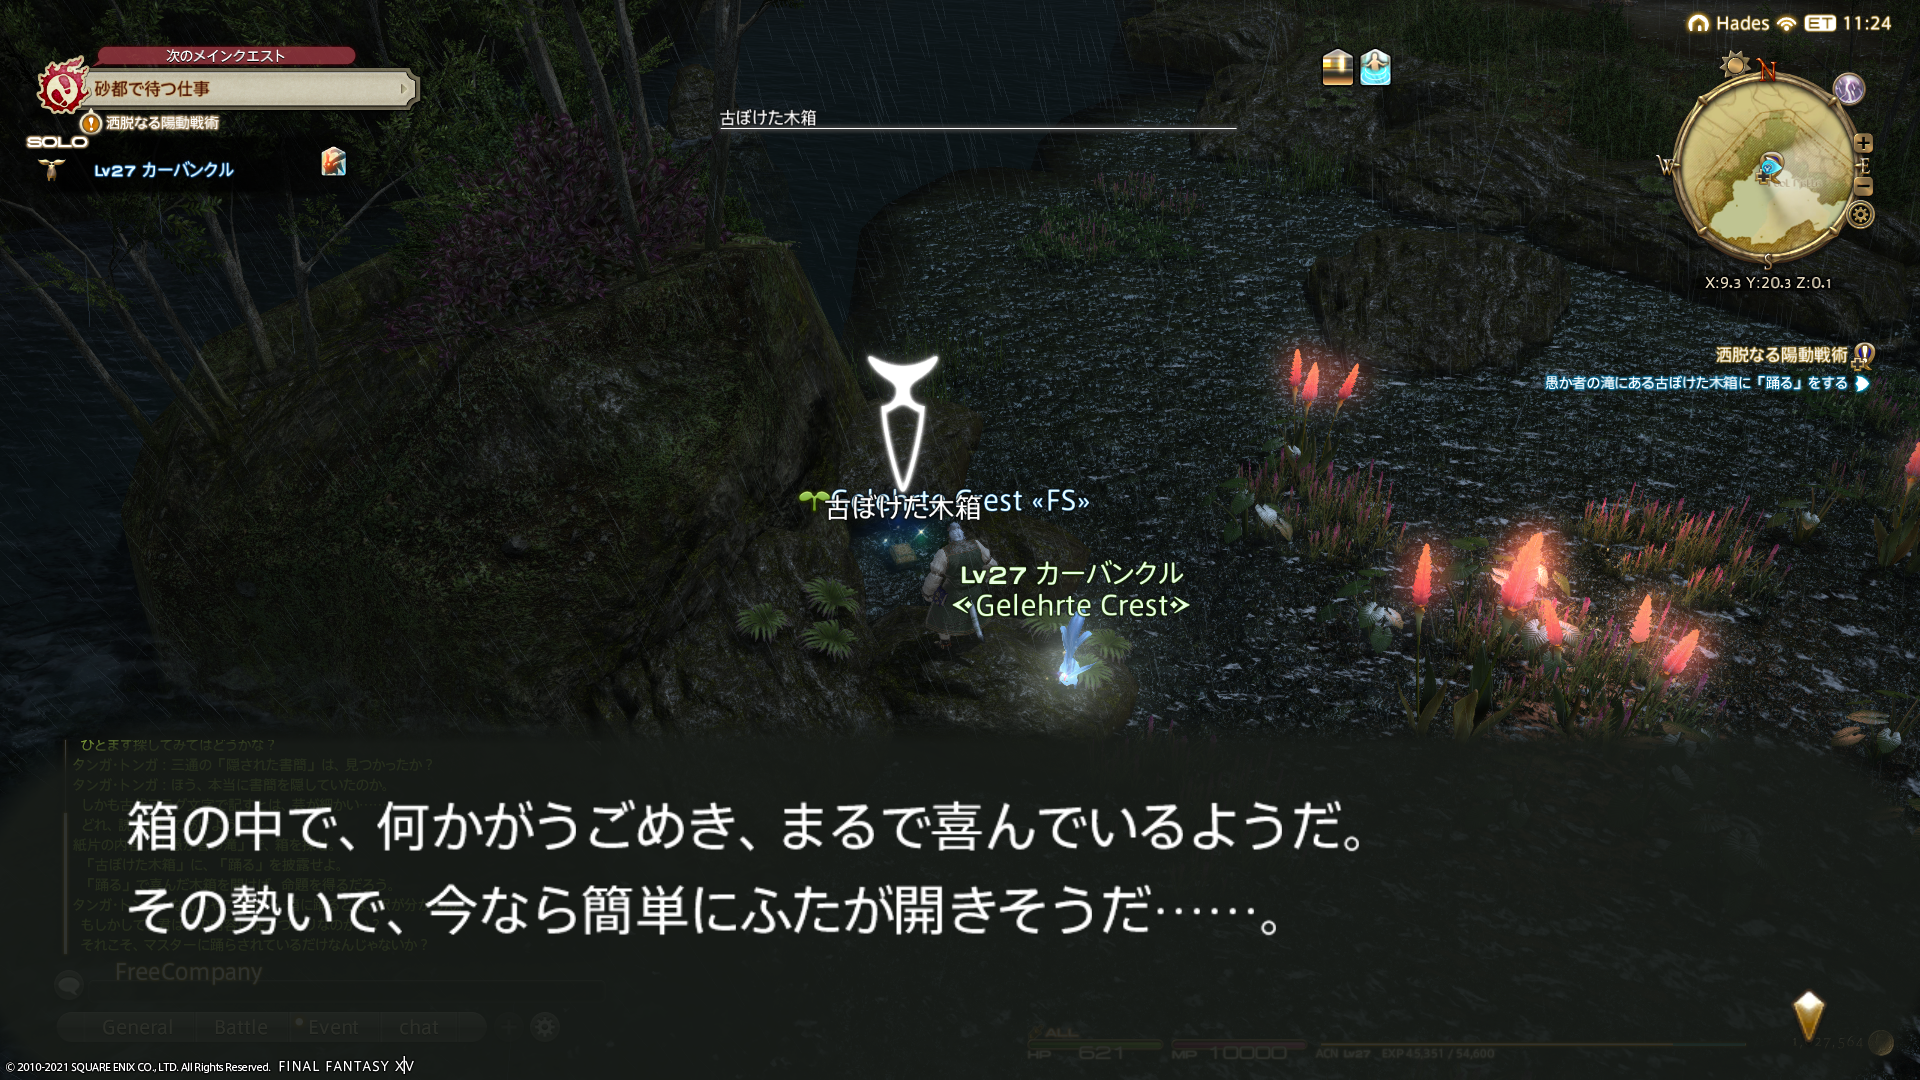 Hades ET 11:24
次のメインクエスト
砂都で待つ仕事
洒脱なる陽動戦術
SOLO
Lv27 カーバンクル
古ぼけた木箱
N
W
E
S
X:9.3 Y:20.3 Z:0.1
洒脱なる陽動戦術
愚か者の滝にある古ぼけた木箱に「踊る」をする
Gelehrte Crest «FS»
古ぼけた木箱
Lv27 カーバンクル
Gelehrte Crest
ひとまず探してみてはどうかな？
タンガ・トンガ：三通の「隠された書簡」は、見つかったか？
タンガ・トンガ：ほう、本当に書簡を隠していたのか。
箱の中で、何かがうごめき、まるで喜んでいるようだ。
「古ぼけた木箱」に、「踊る」を披露せよ。
その勢いで、今なら簡単にふたが開きそうだ……。
それこそ、マスターに踊らされているだけなんじゃないか？
FreeCompany
General Battle Event chat
ALL
HP 621 MP 10000 ACN Lv27 EXP 45,351 / 54,600
© 2010-2021 SQUARE ENIX CO., LTD. All Rights Reserved. FINAL FANTASY XIV